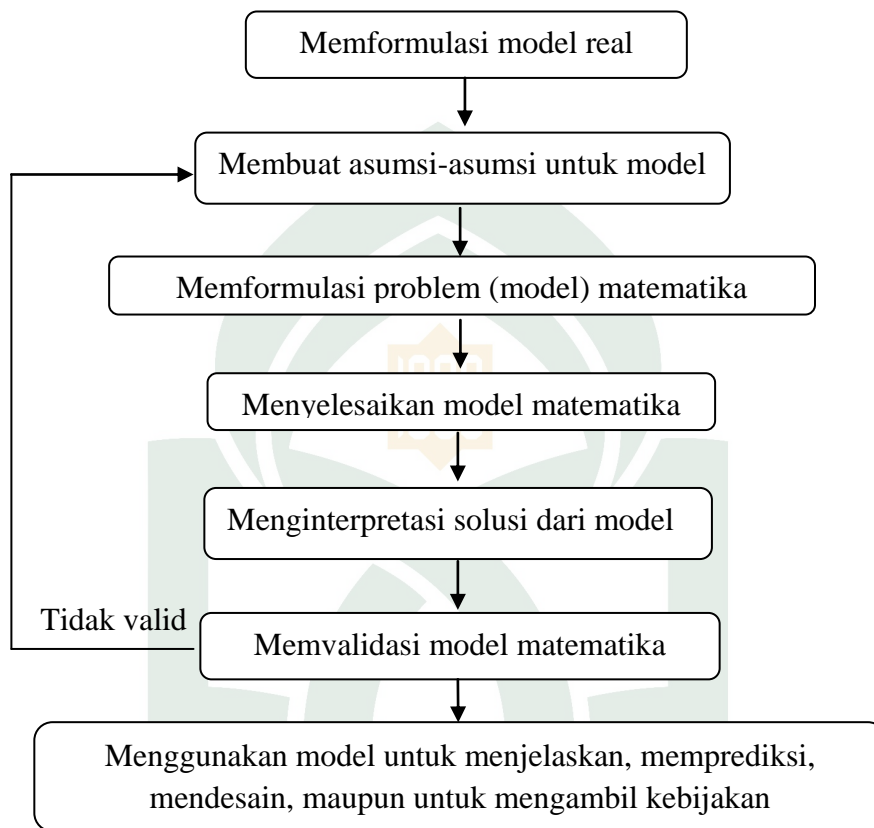 Memformulasi model real
Membuat asumsi-asumsi untuk model
Memformulasi problem (model) matematika
Menyelesaikan model matematika
Menginterpretasi solusi dari model
Tidak valid
Memvalidasi model matematika
Menggunakan model untuk menjelaskan, memprediksi,
mendesain, maupun untuk mengambil kebijakan